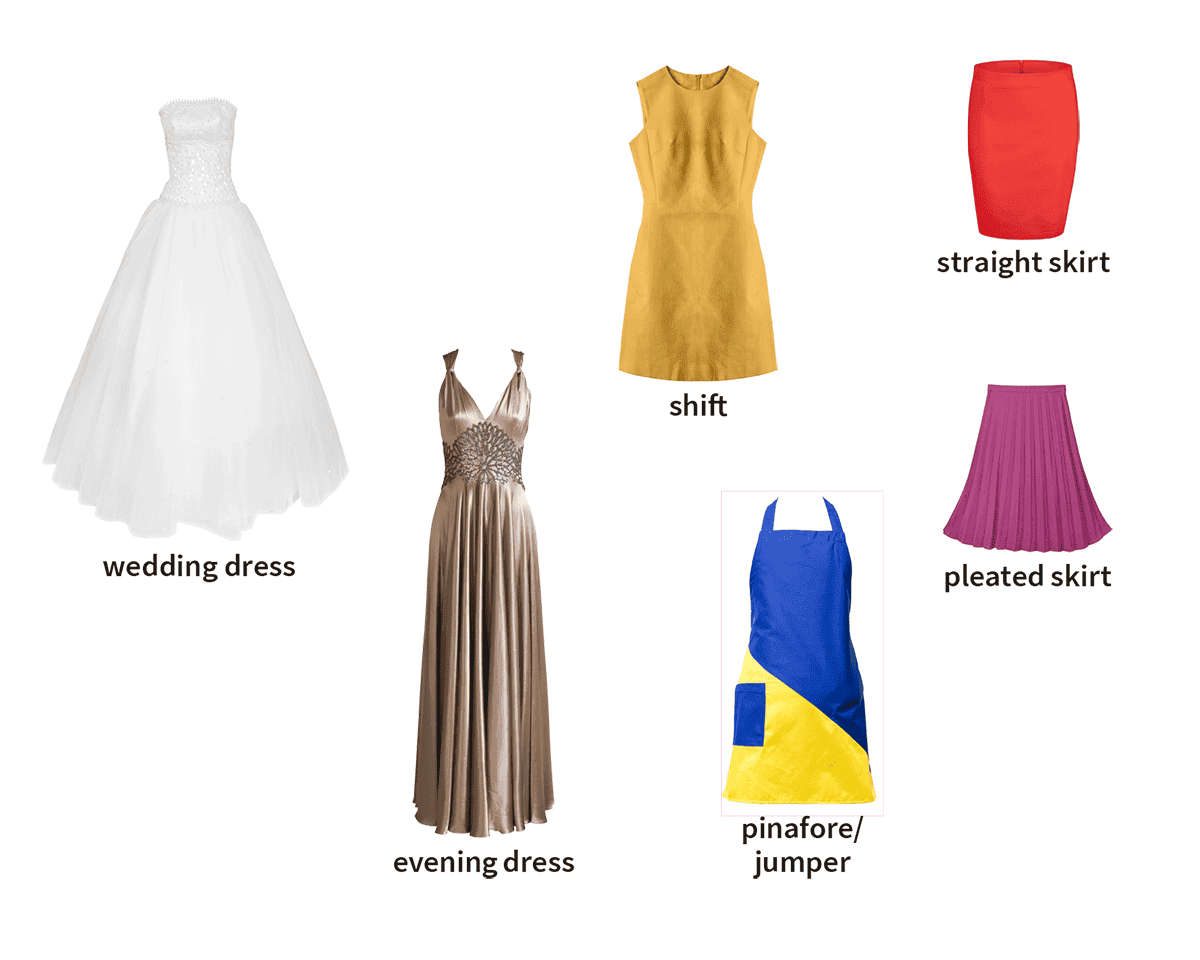 straight skirt
shift
wedding dress
pleated skirt
pinafore/
jumper
evening dress